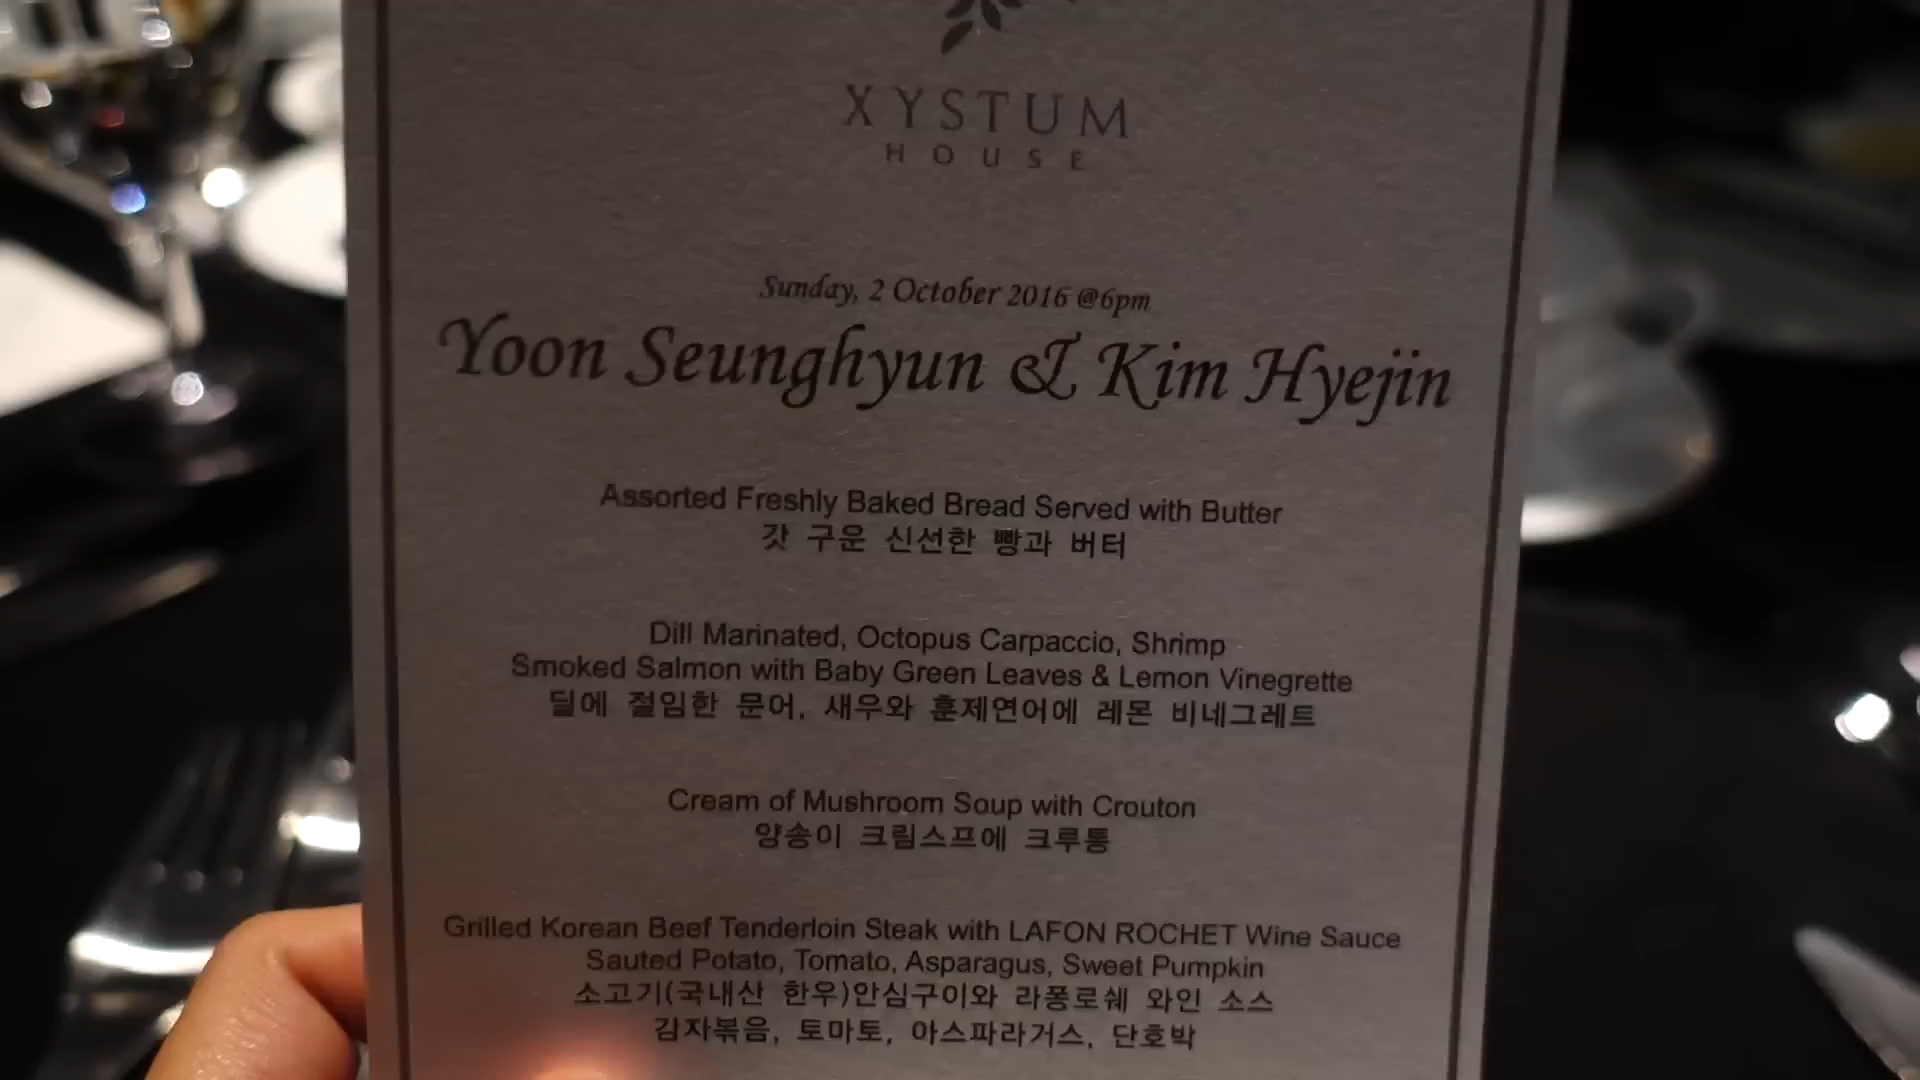 XYSTUM
HOUSE
Sunday, 2 October 2016 @6pm
Yoon Seunghyun & Kim Hyejin
Assorted Freshly Baked Bread Served with Butter
갓 구운 신선한 빵과 버터
Dill Marinated, Octopus Carpaccio, Shrimp
Smoked Salmon with Baby Green Leaves & Lemon Vinegrette
딜에 절임한 문어, 새우와 훈제연어에 레몬 비네그레트
Cream of Mushroom Soup with Crouton
양송이 크림스프에 크루통
Grilled Korean Beef Tenderloin Steak with LAFON ROCHET Wine Sauce
Sauted Potato, Tomato, Asparagus, Sweet Pumpkin
소고기(국내산 한우)안심구이와 라퐁로쉐 와인 소스
감자볶음, 토마토, 아스파라거스, 단호박